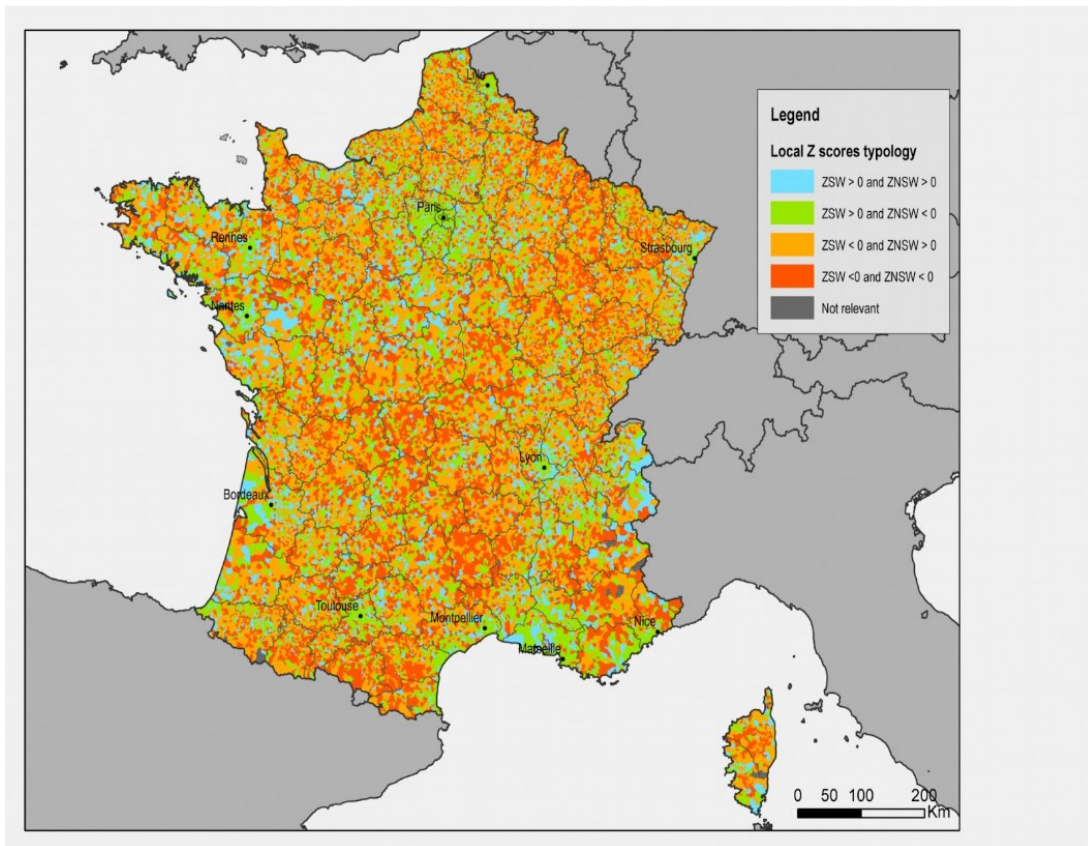 Lille
Legend
Local Z scores typology
ZSW > 0 and ZNSW > 0
ZSW > 0 and ZNSW < 0
ZSW < 0 and ZNSW > 0
ZSW <0 and ZNSW < 0
Not relevant
Paris
Rennes
Strasbourg
Nantes
Lyon
Bordeaux
Toulouse
Montpellier
Nice
Marseille
0 50 100 200
Km